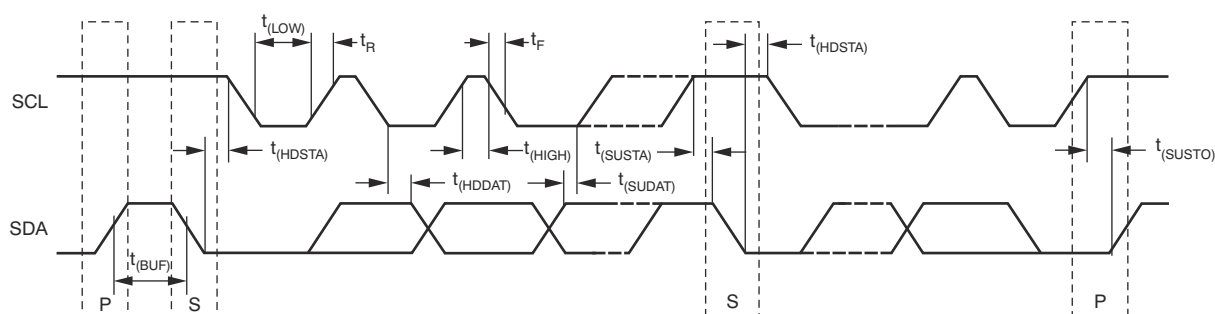 t(LOW)
tR
tF
t(HDSTA)
SCL
t(HDSTA)
t(HIGH)
t(SUSTA)
t(SUSTO)
t(HDDAT)
t(SUDAT)
SDA
t(BUF)
P
S
S
P